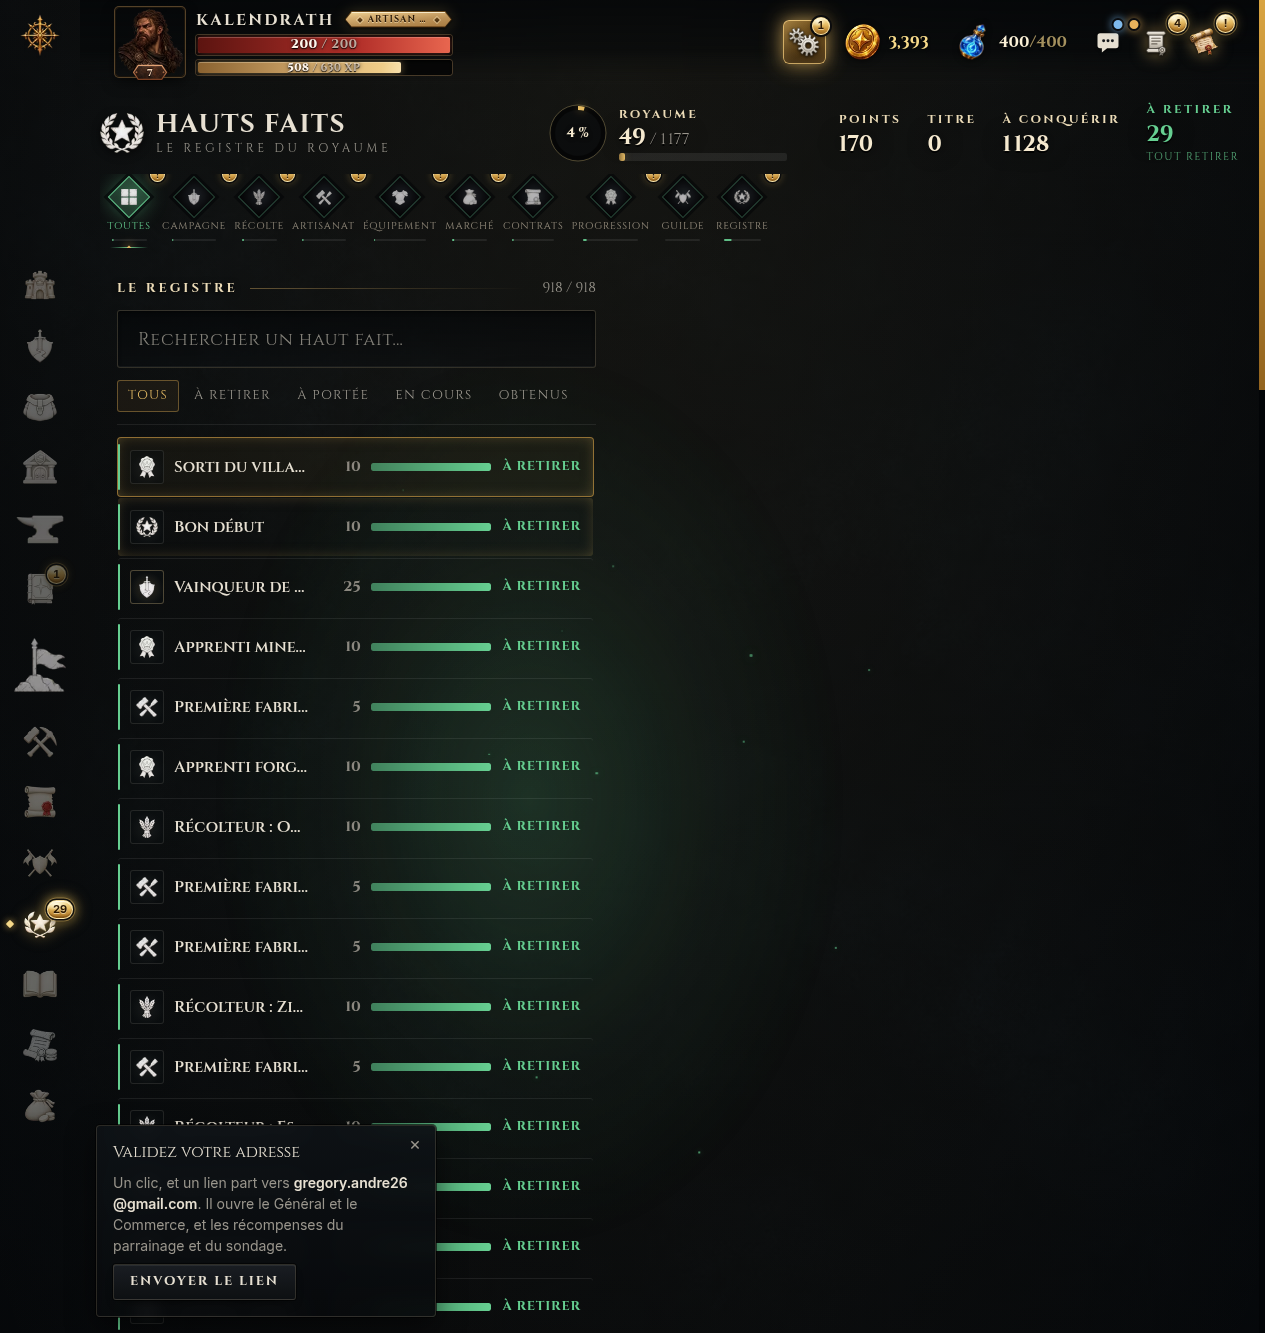 KALENDRATH
ARTISAN ...
200 / 200
508 / 630 XP
7
1
3,393
400/400
4
!
HAUTS FAITS
LE REGISTRE DU ROYAUME
4 %
ROYAUME
49 / 1177
POINTS
170
TITRE
0
À CONQUÉRIR
1128
À RETIRER
29
TOUT RETIRER
TOUTES
CAMPAGNE
RÉCOLTE
ARTISANAT
ÉQUIPEMENT
MARCHÉ
CONTRATS
PROGRESSION
GUILDE
REGISTRE
LE REGISTRE
918 / 918
Rechercher un haut fait...
TOUS
À RETIRER
À PORTÉE
EN COURS
OBTENUS
Sorti du villa... 10 À RETIRER
Bon début 10 À RETIRER
Vainqueur de ... 25 À RETIRER
Apprenti mine... 10 À RETIRER
Première fabri... 5 À RETIRER
Apprenti forg... 10 À RETIRER
Récolteur : O... 10 À RETIRER
Première fabri... 5 À RETIRER
Première fabri... 5 À RETIRER
Récolteur : Zi... 10 À RETIRER
Première fabri... 5 À RETIRER
À RETIRER
À RETIRER
À RETIRER
À RETIRER
1
29
Validez votre adresse
×
Un clic, et un lien part vers gregory.andre26
@gmail.com. Il ouvre le Général et le
Commerce, et les récompenses du
parrainage et du sondage.
ENVOYER LE LIEN